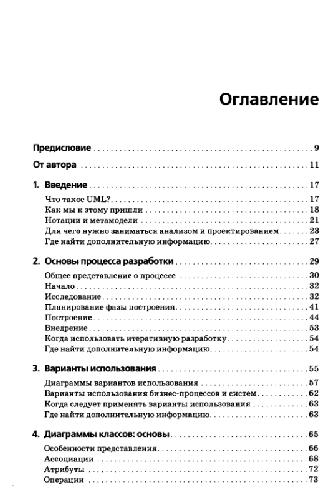 Оглавление
Предисловие 9
От автора 11
1. Введение 17
Что такое UML? 17
Как мы к этому пришли 18
Нотации и метамодели 21
Для чего нужно заниматься анализом и проектированием 23
Где найти дополнительную информацию 27
2. Основы процесса разработки 29
Общее представление о процессе 30
Начало 32
Исследование 32
Планирование фазы построения 41
Построение 44
Внедрение 53
Когда использовать итеративную разработку 54
Где найти дополнительную информацию 54
3. Варианты использования 55
Диаграммы вариантов использования 57
Варианты использования бизнес-процессов и систем 62
Когда следует применять варианты использования 63
Где найти дополнительную информацию 63
4. Диаграммы классов: основы 65
Особенности представления 66
Ассоциации 68
Атрибуты 72
Операции 73